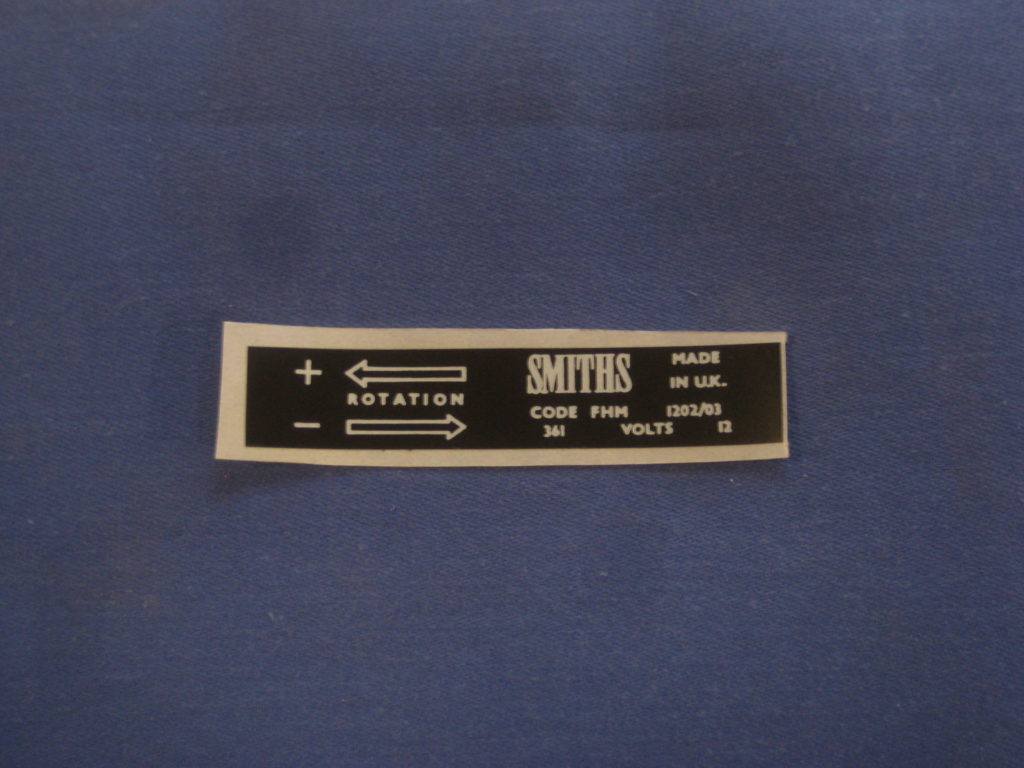 + ROTATION −
SMITHS
MADE
IN U.K.
CODE FHM 1202/03
361 VOLTS 12